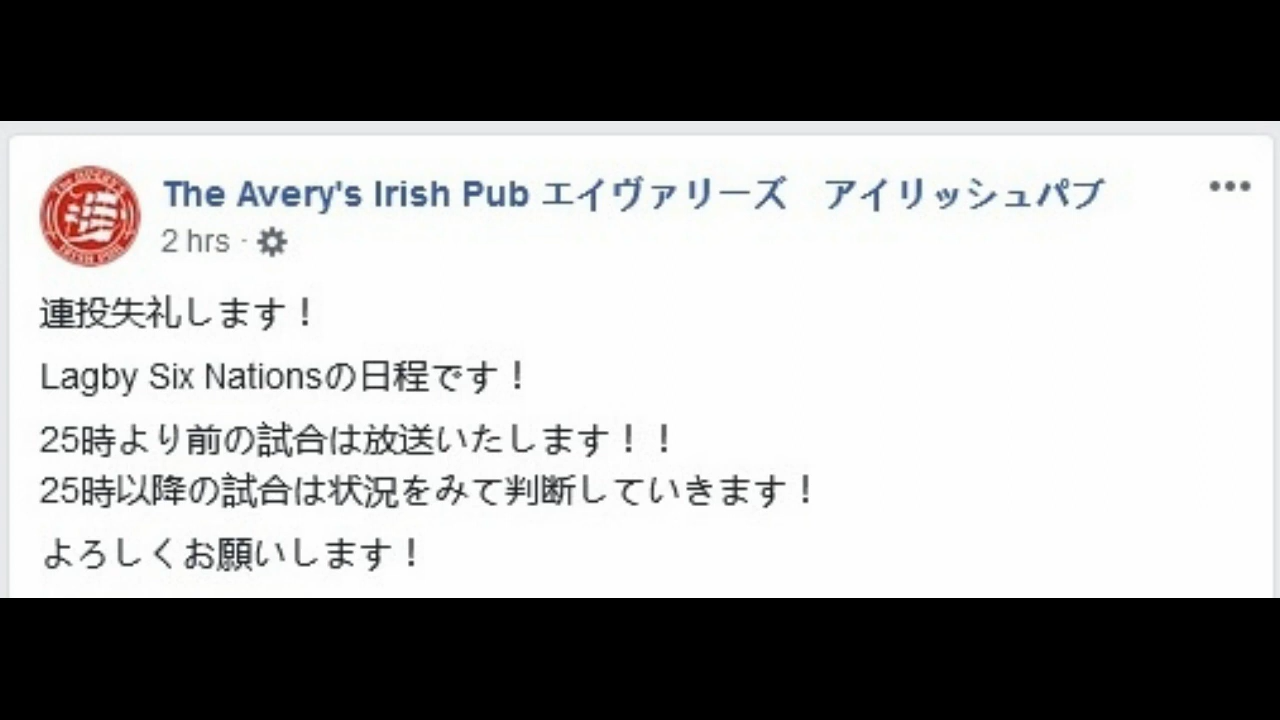 The Avery's Irish Pub エイヴァリーズ　アイリッシュパブ
2 hrs ·
連投失礼します！
Lagby Six Nationsの日程です！
25時より前の試合は放送いたします！！
25時以降の試合は状況をみて判断していきます！
よろしくお願いします！